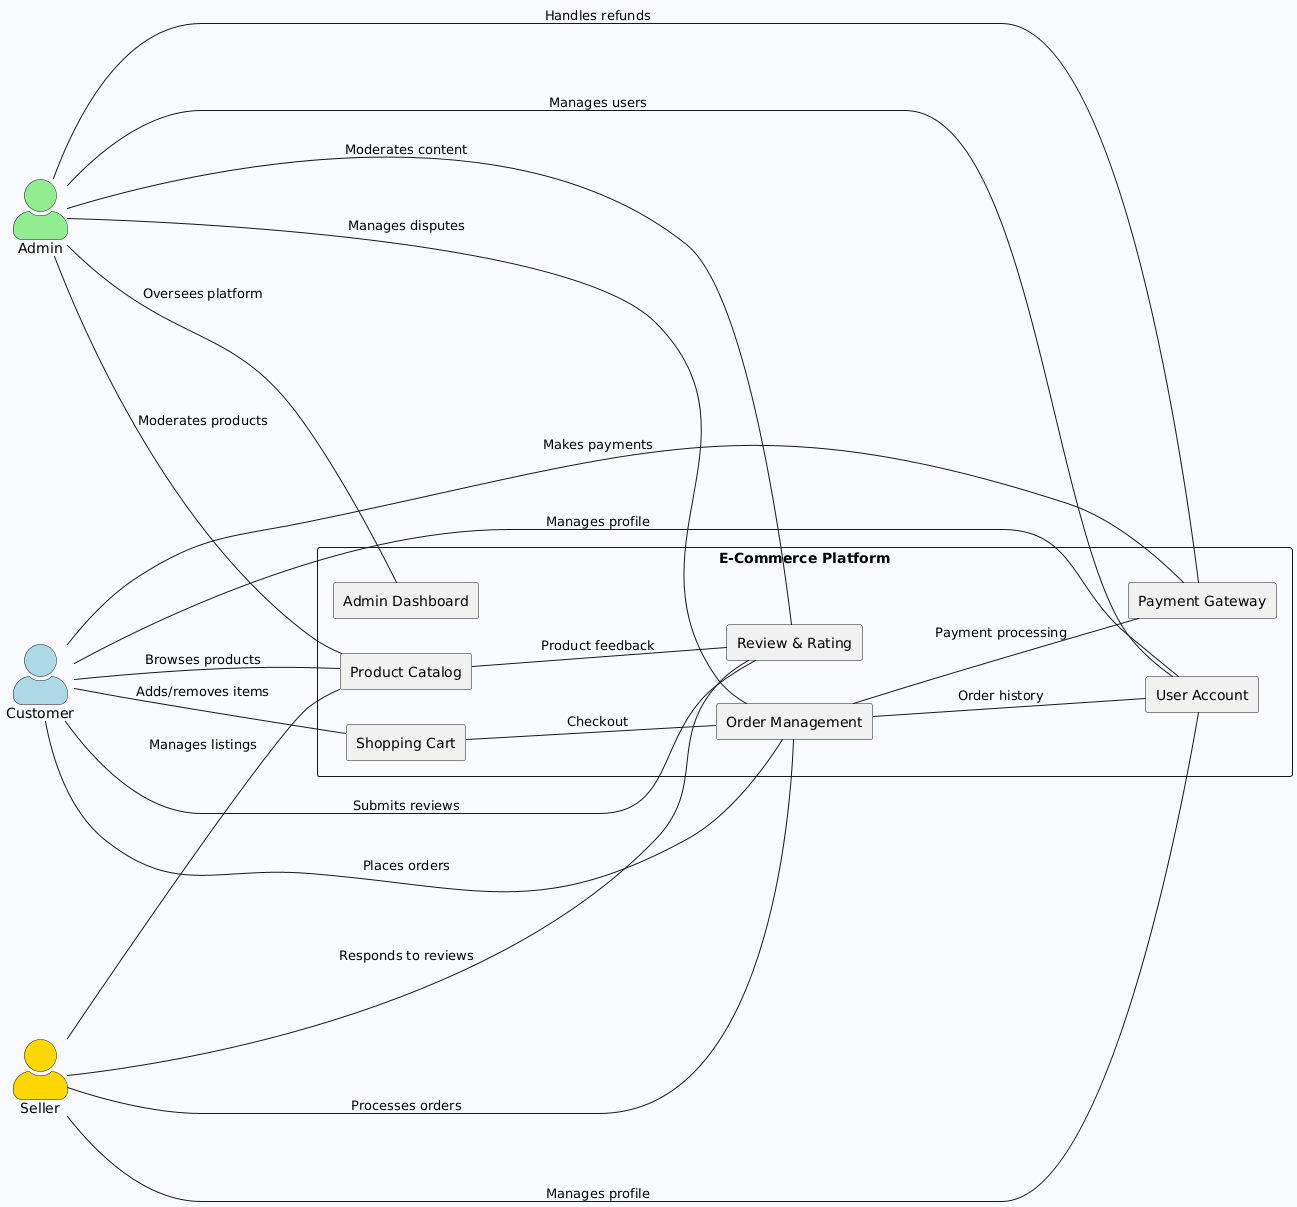 Handles refunds
Manages users
Moderates content
Manages disputes
Admin
Oversees platform
Moderates products
Makes payments
Manages profile
E-Commerce Platform
Admin Dashboard
Payment Gateway
Payment processing
Review & Rating
Product feedback
Browses products
Product Catalog
Adds/removes items
Order history
User Account
Customer
Checkout
Order Management
Manages listings
Shopping Cart
Submits reviews
Places orders
Responds to reviews
Seller
Processes orders
Manages profile